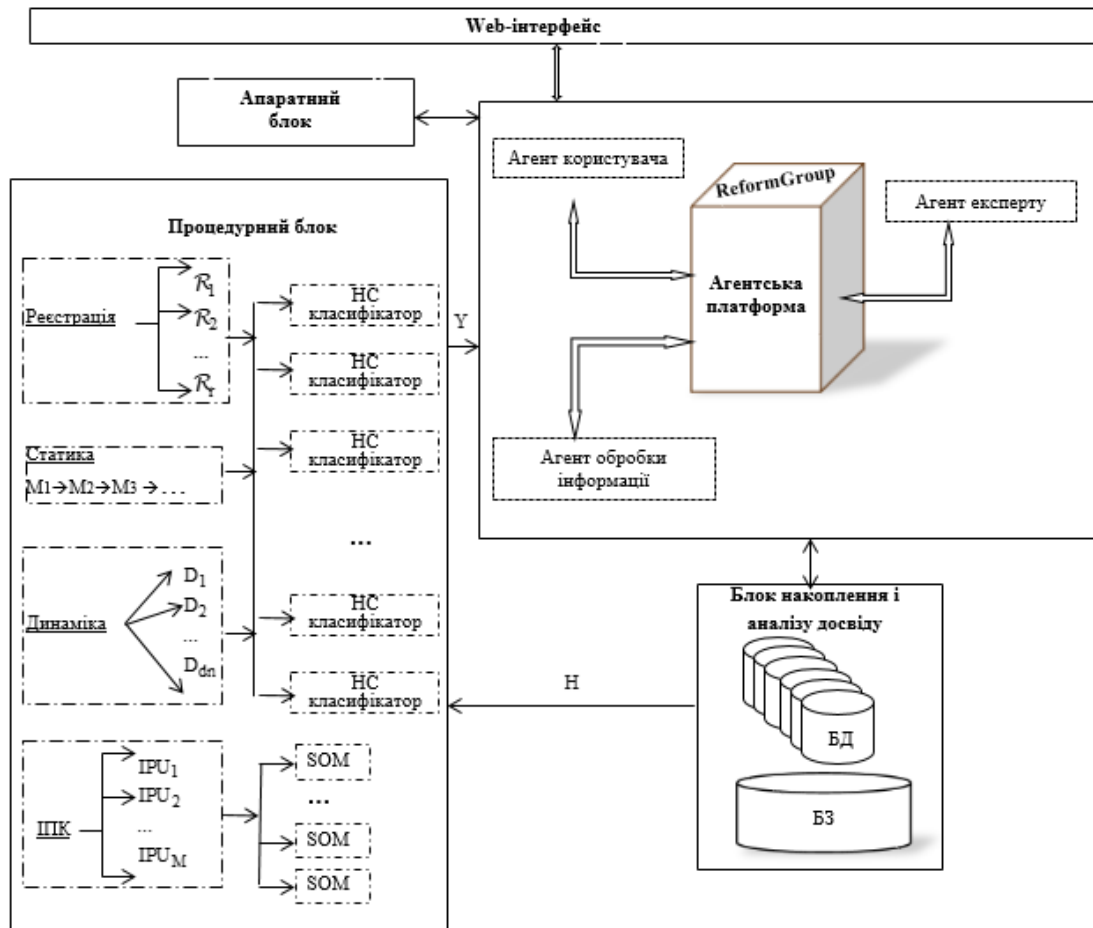 Web-інтерфейс
Апаратний
блок
Агент користувача
ReformGroup
Агент експерту
Агентська
платформа
Агент обробки
інформації
Процедурний блок
Реєстрація
R1
R2
...
Rr
НС
класифікатор
НС
класифікатор
Y
Статика
M1→M2→M3 → ...
НС
класифікатор
...
Динаміка
D1
D2
...
Ddn
НС
класифікатор
НС
класифікатор
H
Блок накоплення і
аналізу досвіду
БД
БЗ
ІПК
IPU1
IPU2
...
IPUM
SOM
...
SOM
SOM